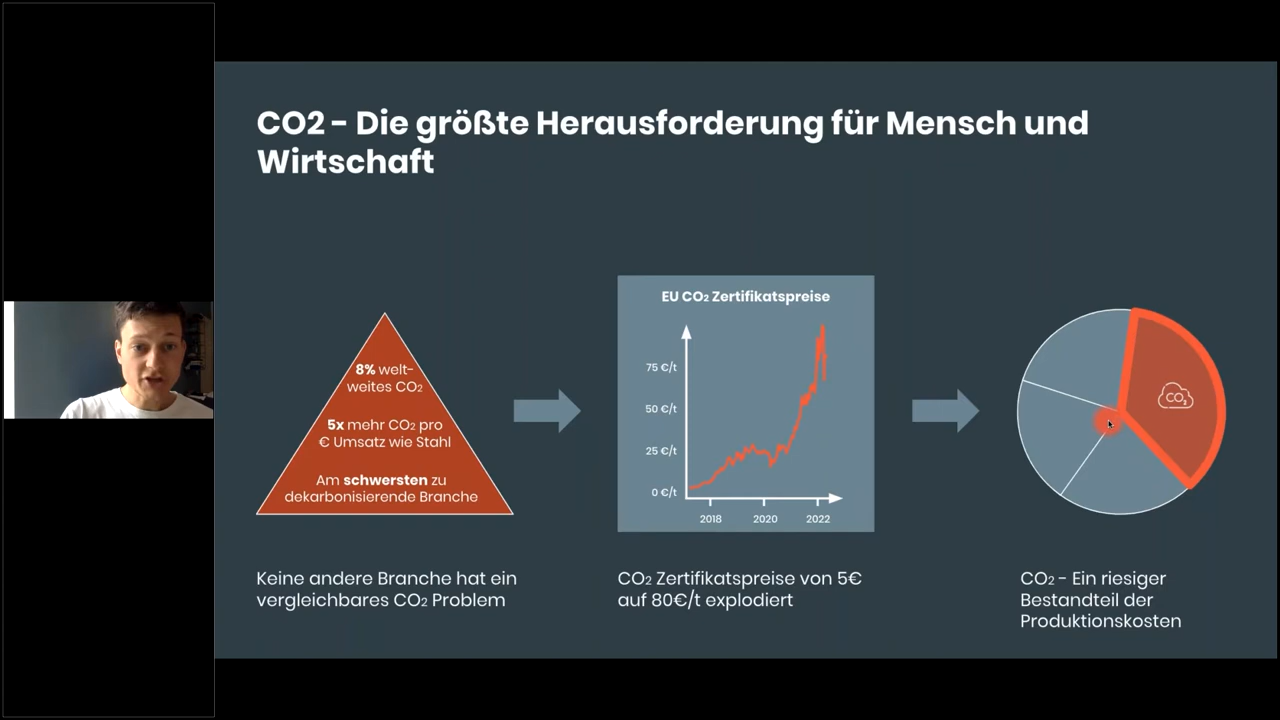 CO2 - Die größte Herausforderung für Mensch und
Wirtschaft
8% welt-
weites CO₂
5x mehr CO₂ pro
€ Umsatz wie Stahl
Am schwersten zu
dekarbonisierende Branche
Keine andere Branche hat ein
vergleichbares CO₂ Problem
EU CO₂ Zertifikatspreise
75 €/t
50 €/t
25 €/t
0 €/t
2018 2020 2022
CO₂ Zertifikatspreise von 5€
auf 80€/t explodiert
CO₂
CO₂ - Ein riesiger
Bestandteil der
Produktionskosten